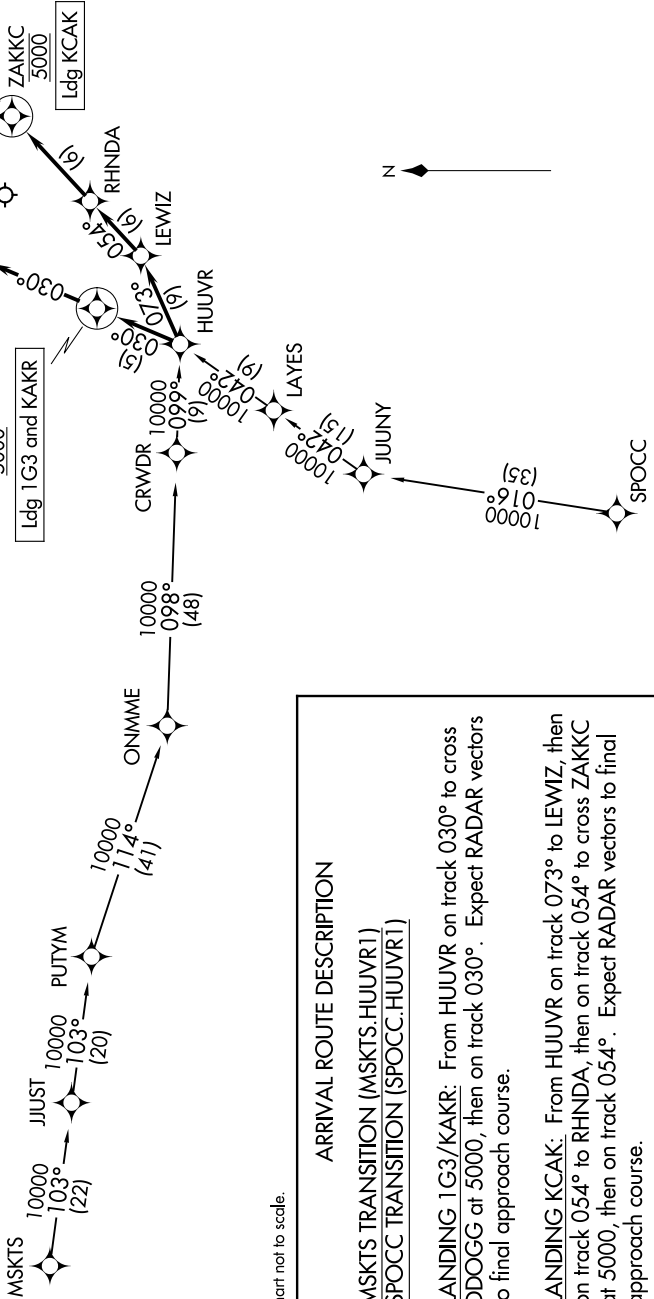 ZAKKC
5000
Ldg KCAK
(6)
RHNDA
(6)
054°
LEWIZ
073°
(9)
HUUVR
030°
030°
(5)
Ldg 1G3 and KAKR
10000
099°
(9)
CRWDR
10000
042°
(9)
LAYES
10000
042°
(15)
JUUNY
10000
016°
(35)
SPOCC
N
10000
098°
(48)
ONMME
10000
114°
(41)
PUTYM
10000
103°
(20)
JJUST
10000
103°
(22)
MSKTS
art not to scale.
ARRIVAL ROUTE DESCRIPTION
MSKTS TRANSITION (MSKTS.HUUVR1)
SPOCC TRANSITION (SPOCC.HUUVR1)
ANDING 1G3/KAKR: From HUUVR on track 030° to cross
DOGG at 5000, then on track 030°. Expect RADAR vectors
o final approach course.
ANDING KCAK: From HUUVR on track 073° to LEWIZ, then
on track 054° to RHNDA, then on track 054° to cross ZAKKC
at 5000, then on track 054°. Expect RADAR vectors to final
approach course.